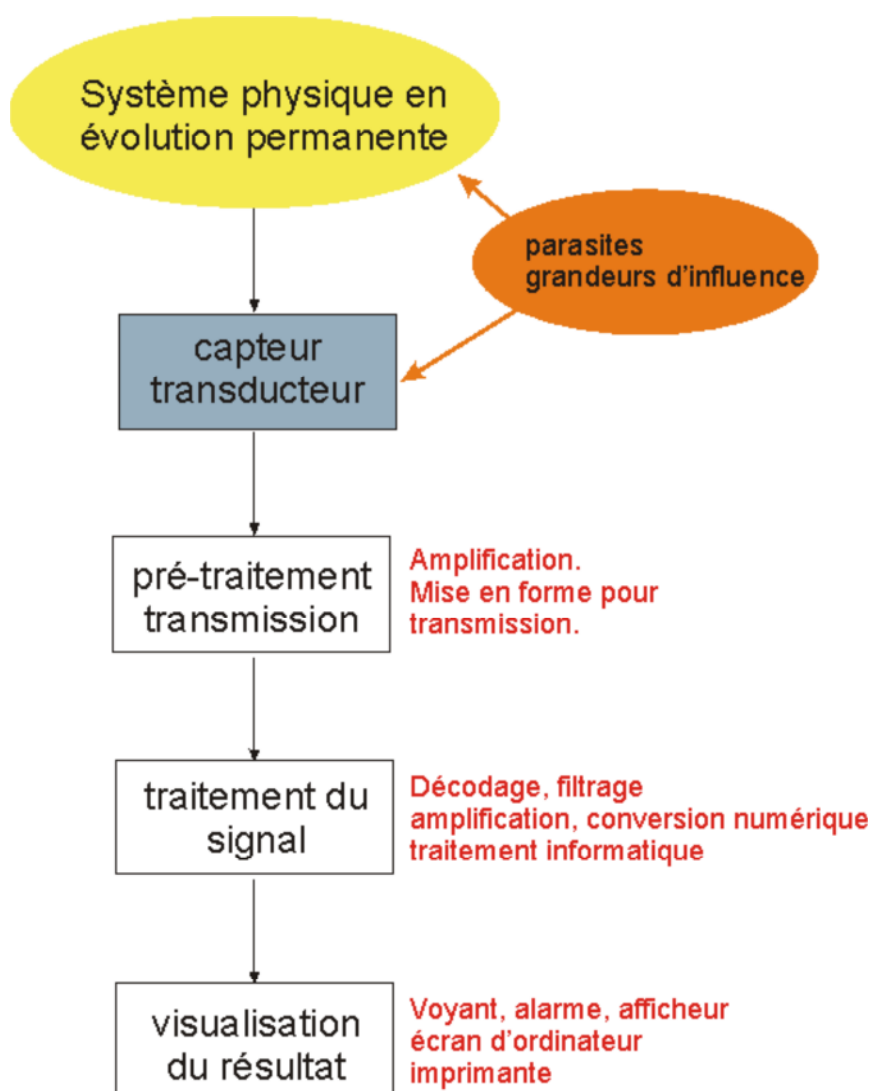 Système physique en
évolution permanente
parasites
grandeurs d'influence
capteur
transducteur
pré-traitement
transmission
Amplification.
Mise en forme pour
transmission.
traitement du
signal
Décodage, filtrage
amplification, conversion numérique
traitement informatique
visualisation
du résultat
Voyant, alarme, afficheur
écran d'ordinateur
imprimante